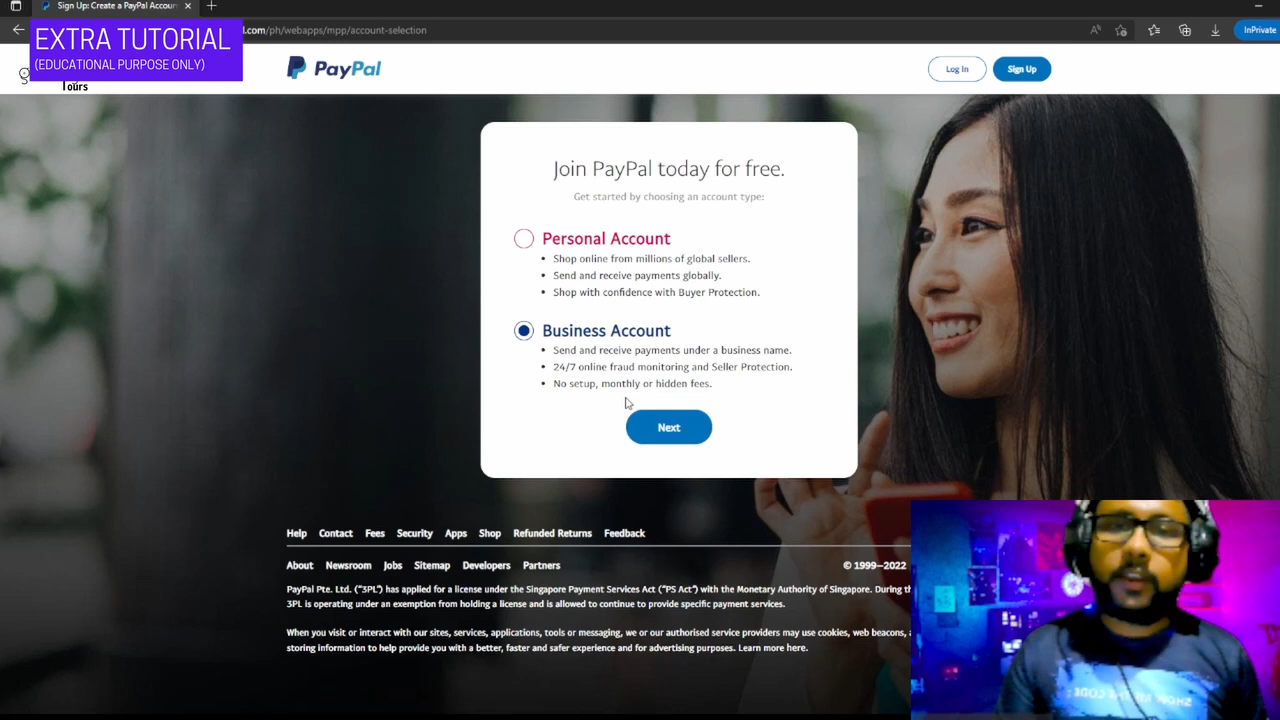 Sign Up: Create a PayPal Accoun
.com/ph/webapps/mpp/account-selection
InPrivate
EXTRA TUTORIAL
(EDUCATIONAL PURPOSE ONLY)
Tours
PayPal
Log In
Sign Up
Join PayPal today for free.
Get started by choosing an account type:
Personal Account
• Shop online from millions of global sellers.
• Send and receive payments globally.
• Shop with confidence with Buyer Protection.
Business Account
• Send and receive payments under a business name.
• 24/7 online fraud monitoring and Seller Protection.
• No setup, monthly or hidden fees.
Next
Help Contact Fees Security Apps Shop Refunded Returns Feedback
About Newsroom Jobs Sitemap Developers Partners © 1999–2022
PayPal Pte. Ltd. ("3PL") has applied for a license under the Singapore Payment Services Act ("PS Act") with the Monetary Authority of Singapore. During th
3PL is operating under an exemption from holding a license and is allowed to continue to provide specific payment services.
When you visit or interact with our sites, services, applications, tools or messaging, we or our authorised service providers may use cookies, web beacons, a
storing information to help provide you with a better, faster and safer experience and for advertising purposes. Learn more here.